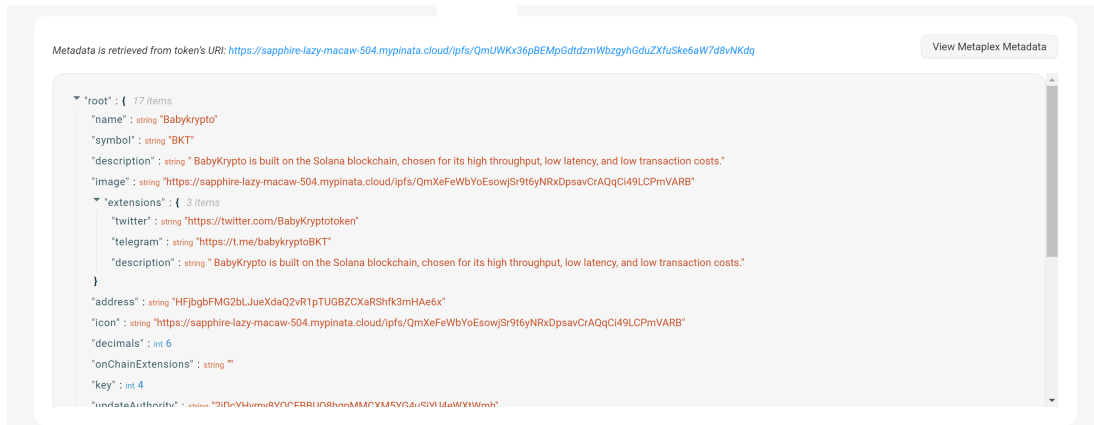 Metadata is retrieved from token's URI: https://sapphire-lazy-macaw-504.mypinata.cloud/ipfs/QmUWKx36pBEMpGdtdzmWbzgyhGduZXfuSke6aW7d8vNKdq
View Metaplex Metadata
"root" : { 17 items
"name" : string "Babykrypto"
"symbol" : string "BKT"
"description" : string " BabyKrypto is built on the Solana blockchain, chosen for its high throughput, low latency, and low transaction costs."
"image" : string "https://sapphire-lazy-macaw-504.mypinata.cloud/ipfs/QmXeFeWbYoEsowjSr9t6yNRxDpsavCrAQqCi49LCPmVARB"
"extensions" : { 3 items
"twitter" : string "https://twitter.com/BabyKryptotoken"
"telegram" : string "https://t.me/babykryptoBKT"
"description" : string " BabyKrypto is built on the Solana blockchain, chosen for its high throughput, low latency, and low transaction costs."
}
"address" : string "HFjbgbFMG2bLJueXdaQ2vR1pTUGBZCXaRShfk3mHAe6x"
"icon" : string "https://sapphire-lazy-macaw-504.mypinata.cloud/ipfs/QmXeFeWbYoEsowjSr9t6yNRxDpsavCrAQqCi49LCPmVARB"
"decimals" : int 6
"onChainExtensions" : string ""
"key" : int 4
"updateAuthority" : string